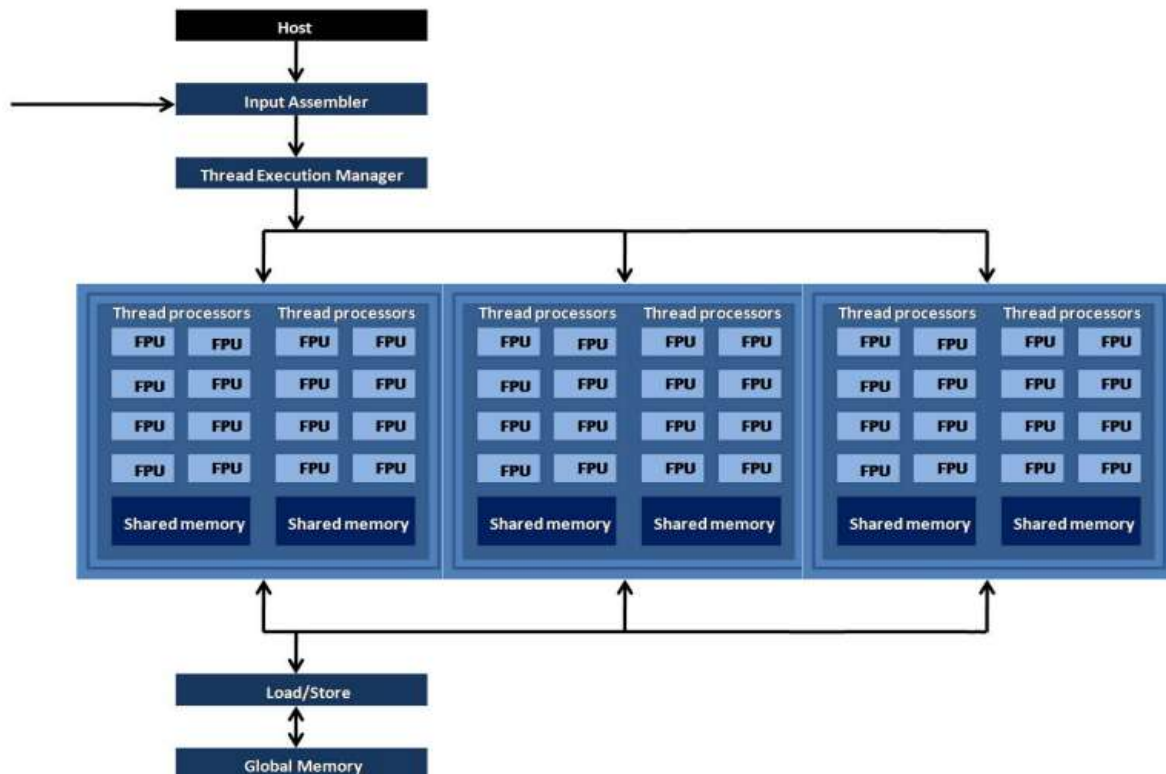 Host
Input Assembler
Thread Execution Manager
Thread processors Thread processors Thread processors Thread processors Thread processors Thread processors
FPU FPU FPU FPU FPU FPU FPU FPU FPU FPU FPU FPU
FPU FPU FPU FPU FPU FPU FPU FPU FPU FPU FPU FPU
FPU FPU FPU FPU FPU FPU FPU FPU FPU FPU FPU FPU
FPU FPU FPU FPU FPU FPU FPU FPU FPU FPU FPU FPU
Shared memory Shared memory Shared memory Shared memory Shared memory Shared memory
Load/Store
Global Memory